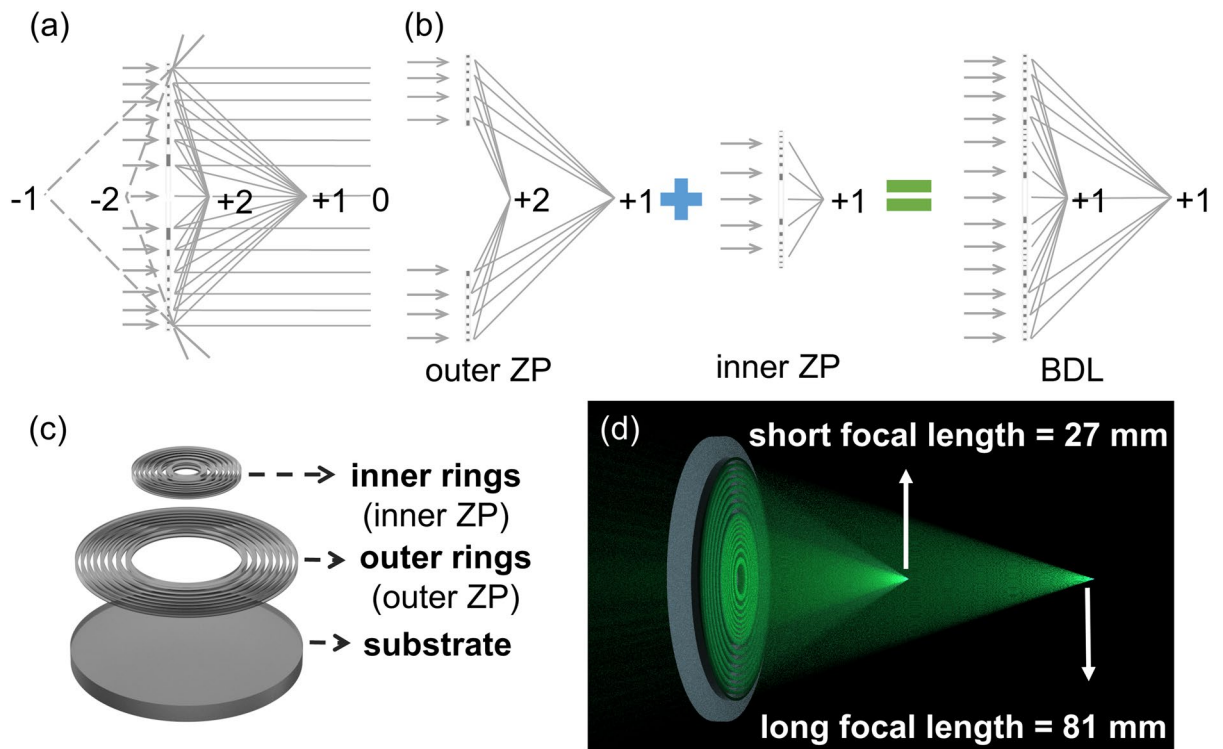 (a)
-1
-2
+2
+1
0
(b)
+2
+1
outer ZP
+1
inner ZP
+1
+1
BDL
(c)
inner rings
(inner ZP)
outer rings
(outer ZP)
substrate
(d)
short focal length = 27 mm
long focal length = 81 mm